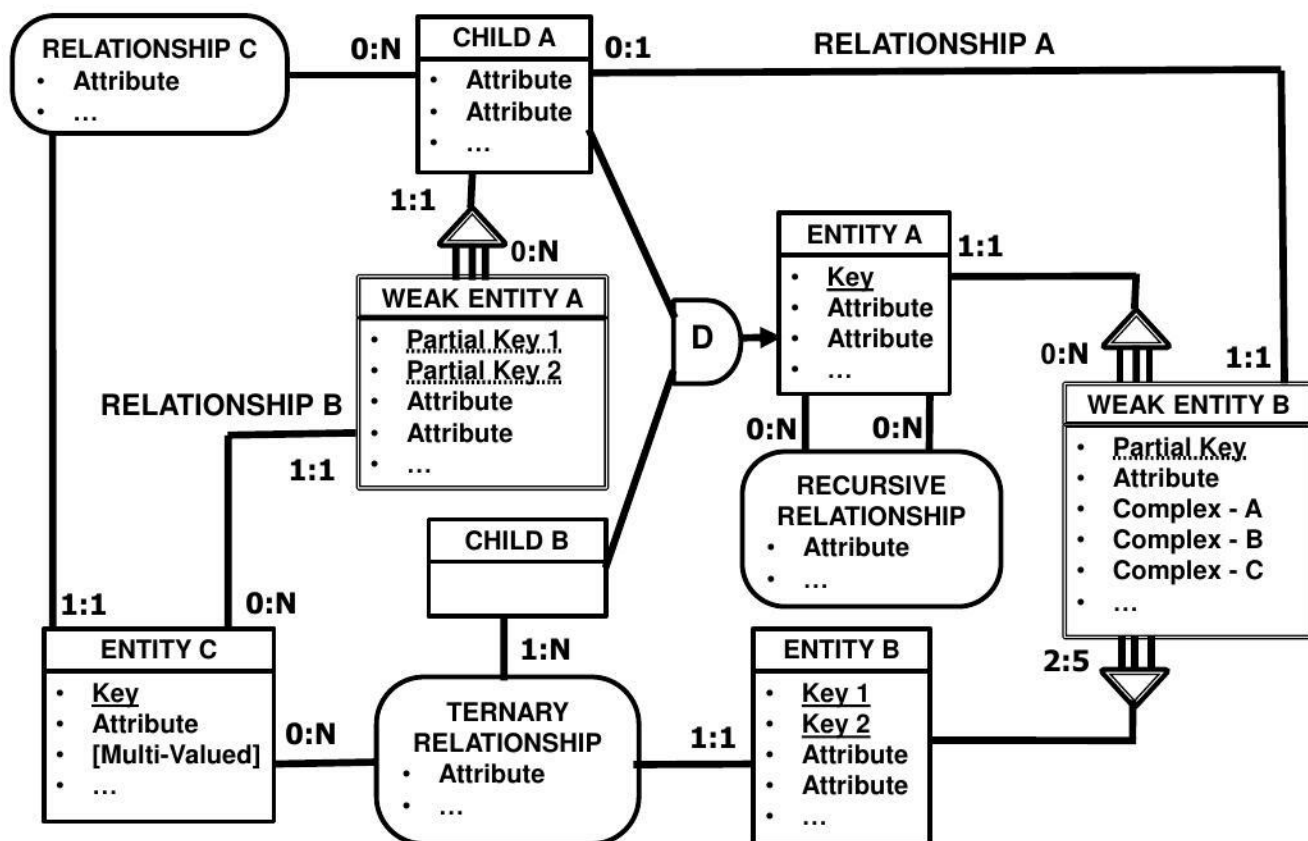 RELATIONSHIP C
• Attribute
• ...
0:N
CHILD A
• Attribute
• Attribute
• ...
0:1
RELATIONSHIP A
1:1
0:N
WEAK ENTITY A
• Partial Key 1
• Partial Key 2
• Attribute
• Attribute
• ...
RELATIONSHIP B
1:1
D
ENTITY A
• Key
• Attribute
• Attribute
• ...
1:1
0:N
1:1
0:N
0:N
RECURSIVE
RELATIONSHIP
• Attribute
• ...
WEAK ENTITY B
• Partial Key
• Attribute
• Complex - A
• Complex - B
• Complex - C
• ...
CHILD B
1:1
0:N
1:N
2:5
ENTITY C
• Key
• Attribute
• [Multi-Valued]
• ...
0:N
TERNARY
RELATIONSHIP
• Attribute
• ...
1:1
ENTITY B
• Key 1
• Key 2
• Attribute
• Attribute
• ...